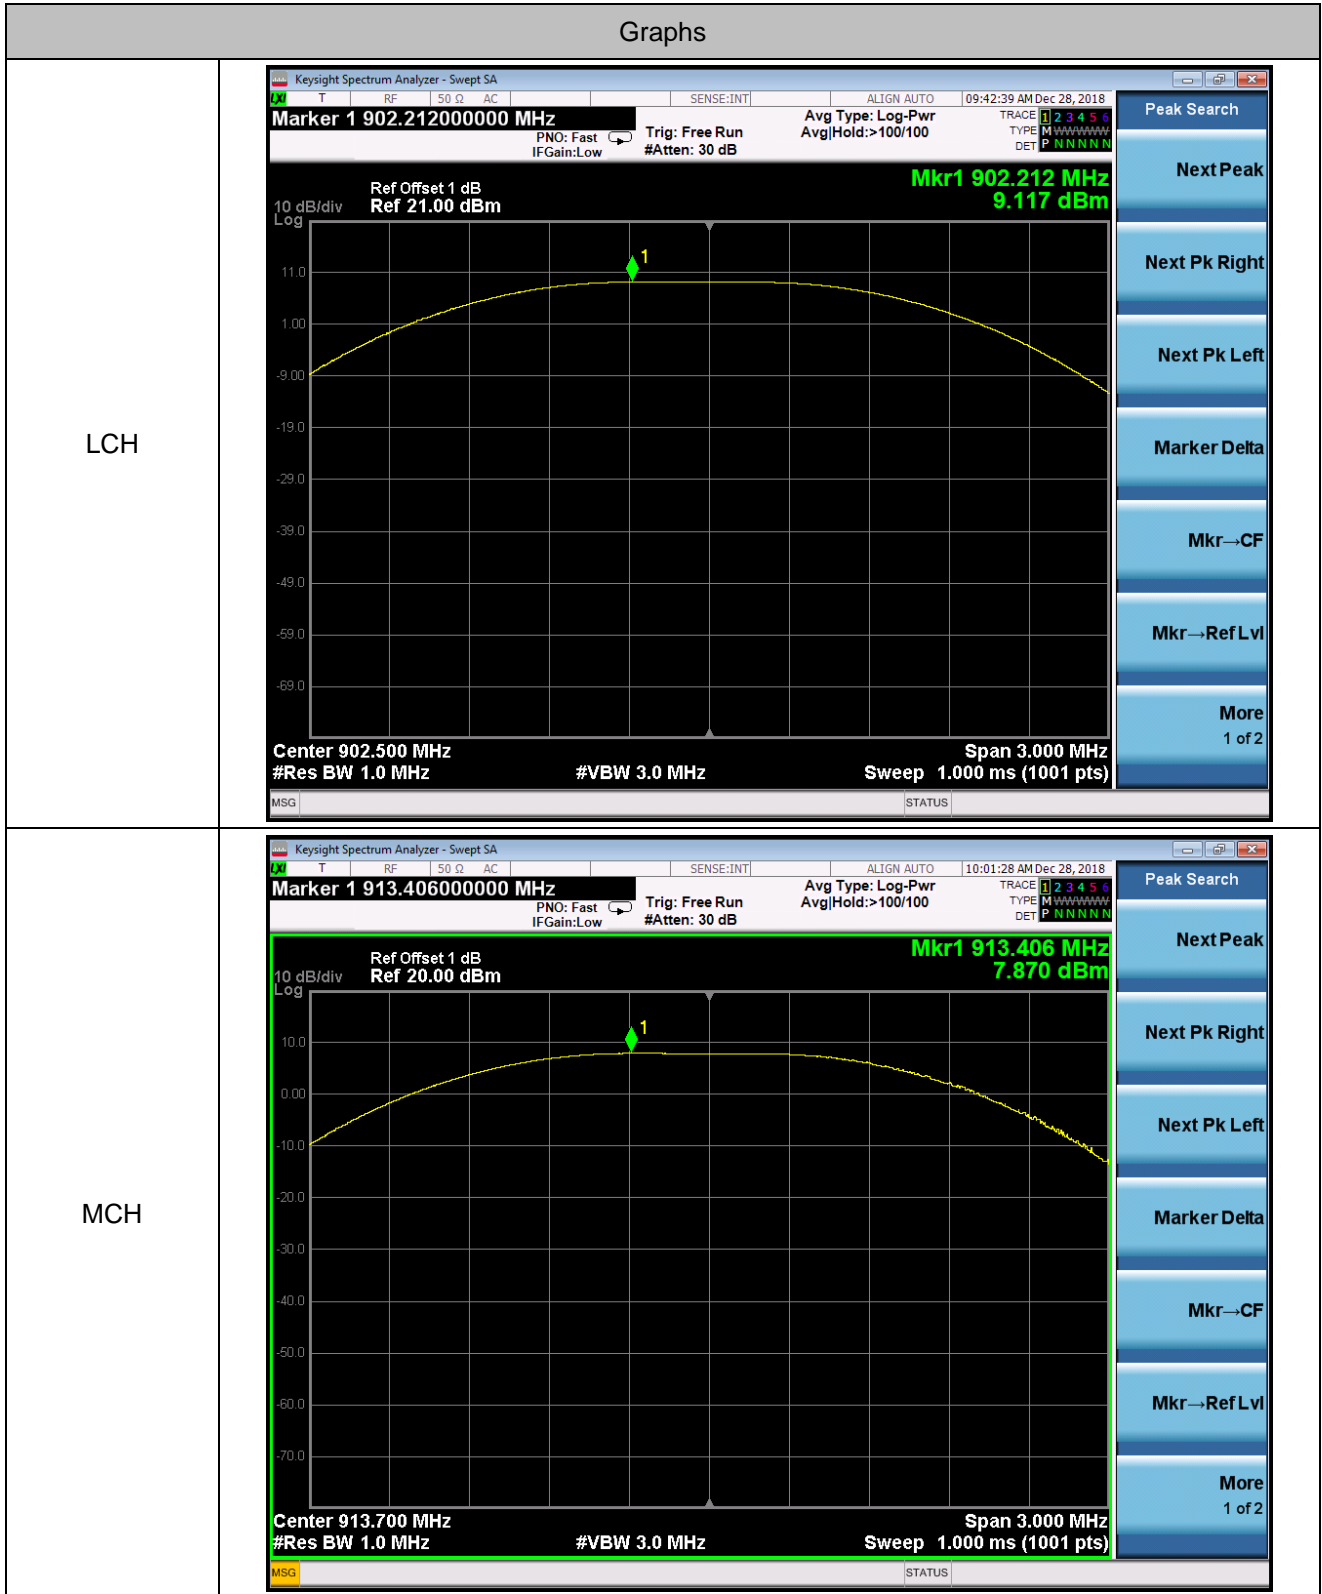 Graphs
LCH
Keysight Spectrum Analyzer - Swept SA
LXI T RF 50 Ω AC SENSE:INT ALIGN AUTO 09:42:39 AM Dec 28, 2018
Marker 1 902.212000000 MHz
PNO: Fast
IFGain:Low
Trig: Free Run
#Atten: 30 dB
Avg Type: Log-Pwr
Avg|Hold:>100/100
TRACE 1 2 3 4 5 6
TYPE M WWWWW
DET P N N N N N
Mkr1 902.212 MHz
9.117 dBm
Ref Offset 1 dB
10 dB/div Ref 21.00 dBm
Log
1
11.0
1.00
-9.00
-19.0
-29.0
-39.0
-49.0
-59.0
-69.0
Center 902.500 MHz Span 3.000 MHz
#Res BW 1.0 MHz #VBW 3.0 MHz Sweep 1.000 ms (1001 pts)
MSG STATUS
Peak Search
Next Peak
Next Pk Right
Next Pk Left
Marker Delta
Mkr→CF
Mkr→Ref Lvl
More
1 of 2
MCH
Keysight Spectrum Analyzer - Swept SA
LXI T RF 50 Ω AC SENSE:INT ALIGN AUTO 10:01:28 AM Dec 28, 2018
Marker 1 913.406000000 MHz
PNO: Fast
IFGain:Low
Trig: Free Run
#Atten: 30 dB
Avg Type: Log-Pwr
Avg|Hold:>100/100
TRACE 1 2 3 4 5 6
TYPE M WWWWW
DET P N N N N N
Mkr1 913.406 MHz
7.870 dBm
Ref Offset 1 dB
10 dB/div Ref 20.00 dBm
Log
1
10.0
0.00
-10.0
-20.0
-30.0
-40.0
-50.0
-60.0
-70.0
Center 913.700 MHz Span 3.000 MHz
#Res BW 1.0 MHz #VBW 3.0 MHz Sweep 1.000 ms (1001 pts)
MSG STATUS
Peak Search
Next Peak
Next Pk Right
Next Pk Left
Marker Delta
Mkr→CF
Mkr→Ref Lvl
More
1 of 2